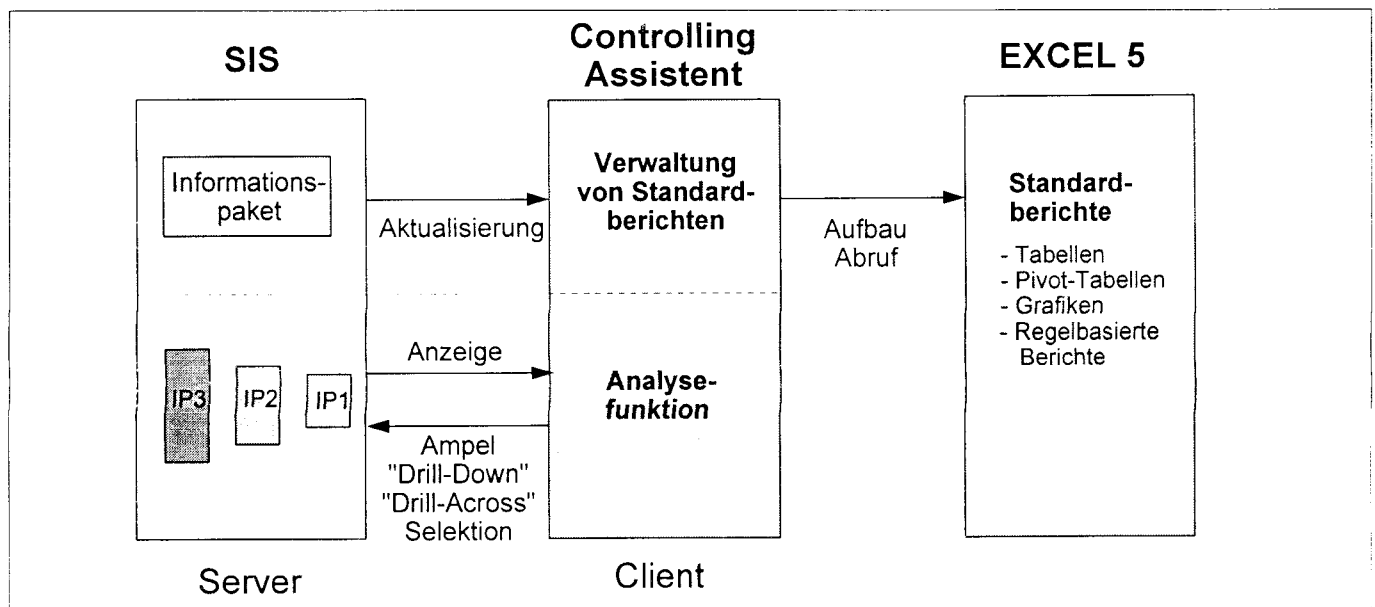 SIS
Informations-
paket
IP3
IP2
IP1
Server
Aktualisierung
Anzeige
Ampel
"Drill-Down"
"Drill-Across"
Selektion
Controlling
Assistent
Verwaltung
von Standard-
berichten
Analyse-
funktion
Client
Aufbau
Abruf
EXCEL 5
Standard-
berichte
- Tabellen
- Pivot-Tabellen
- Grafiken
- Regelbasierte
Berichte